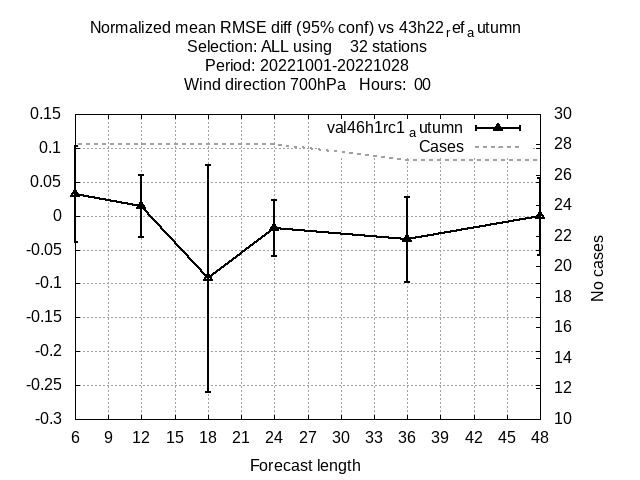 Normalized mean RMSE diff (95% conf) vs 43h22ref_autumn
Selection: ALL using 32 stations
Period: 20221001-20221028
Wind direction 700hPa Hours: 00
val46h1rc1_autumn
Cases
0.15
0.1
0.05
0
-0.05
-0.1
-0.15
-0.2
-0.25
-0.3
30
28
26
24
22
20
18
16
14
12
10
No cases
6 9 12 15 18 21 24 27 30 33 36 39 42 45 48
Forecast length